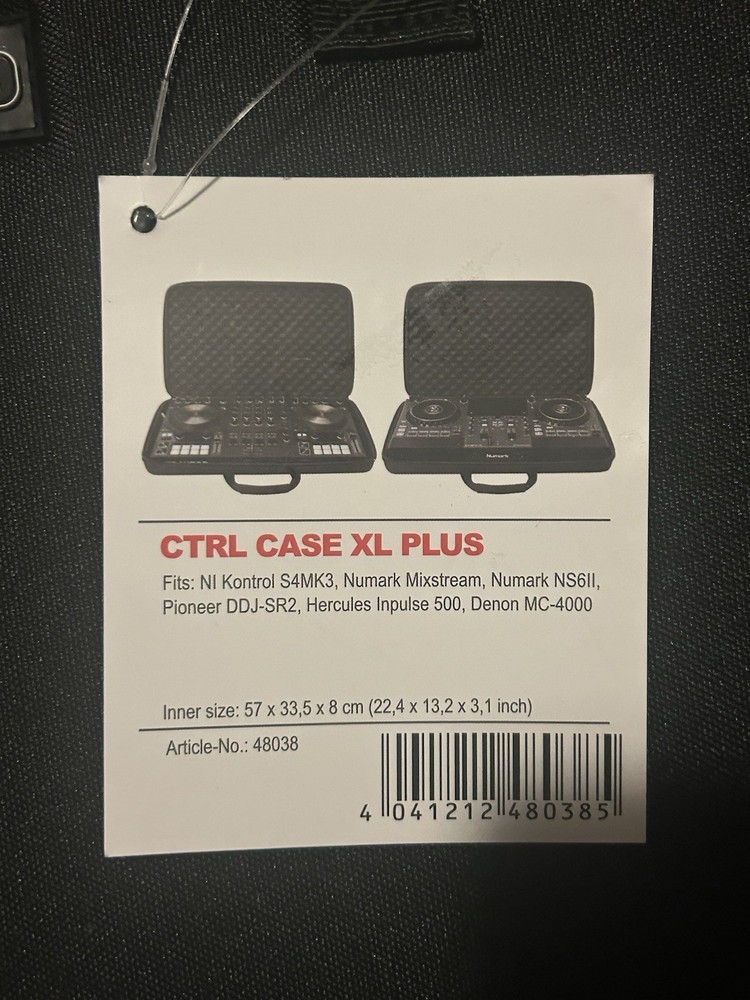 Numark
CTRL CASE XL PLUS
Fits: NI Kontrol S4MK3, Numark Mixstream, Numark NS6II,
Pioneer DDJ-SR2, Hercules Inpulse 500, Denon MC-4000
Inner size: 57 x 33,5 x 8 cm (22,4 x 13,2 x 3,1 inch)
Article-No.: 48038
4 041212 480385